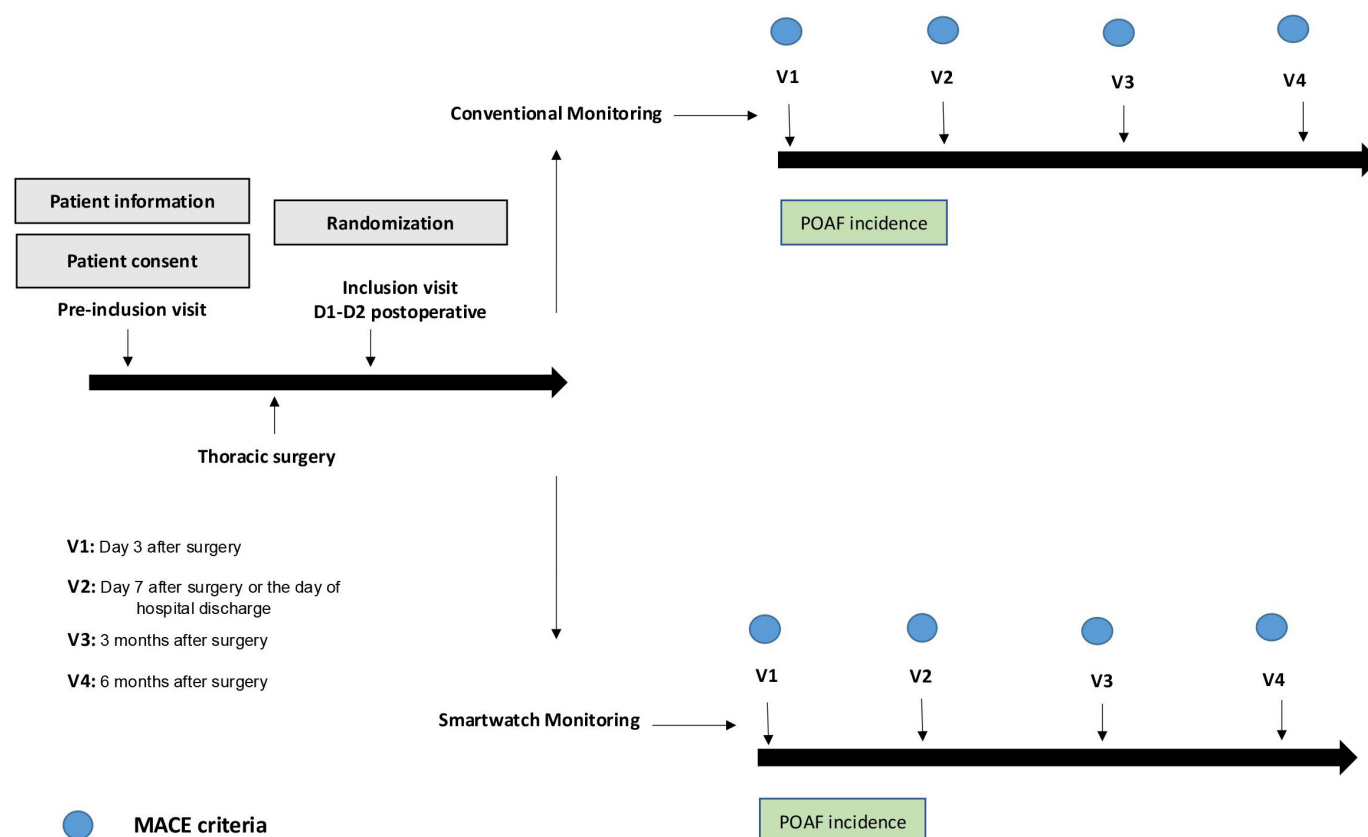 V1
V2
V3
V4
Conventional Monitoring
POAF incidence
Patient information
Patient consent
Pre-inclusion visit
Randomization
Inclusion visit
D1-D2 postoperative
Thoracic surgery
V1: Day 3 after surgery
V2: Day 7 after surgery or the day of
hospital discharge
V3: 3 months after surgery
V4: 6 months after surgery
V1
V2
V3
V4
Smartwatch Monitoring
POAF incidence
MACE criteria